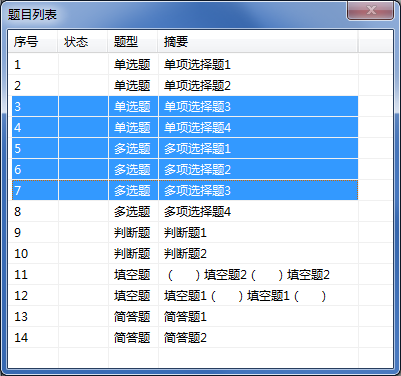 题目列表
序号 状态 题型 摘要
1 单选题 单项选择题1
2 单选题 单项选择题2
3 单选题 单项选择题3
4 单选题 单项选择题4
5 多选题 多项选择题1
6 多选题 多项选择题2
7 多选题 多项选择题3
8 多选题 多项选择题4
9 判断题 判断题1
10 判断题 判断题2
11 填空题 （ ）填空题2（ ）填空题2
12 填空题 填空题1（ ）填空题1（ ）
13 简答题 简答题1
14 简答题 简答题2